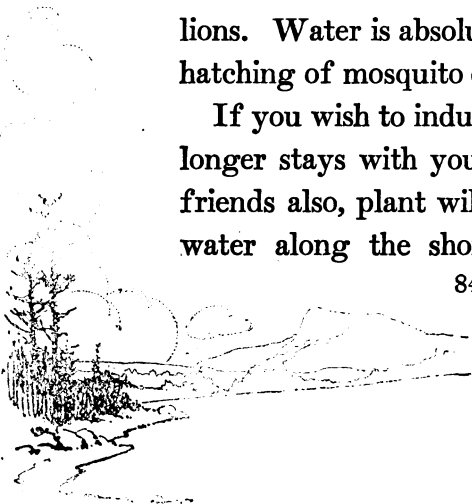 lions. Water is absolu
hatching of mosquito
If you wish to indu
longer stays with you
friends also, plant wil
water along the sho
84